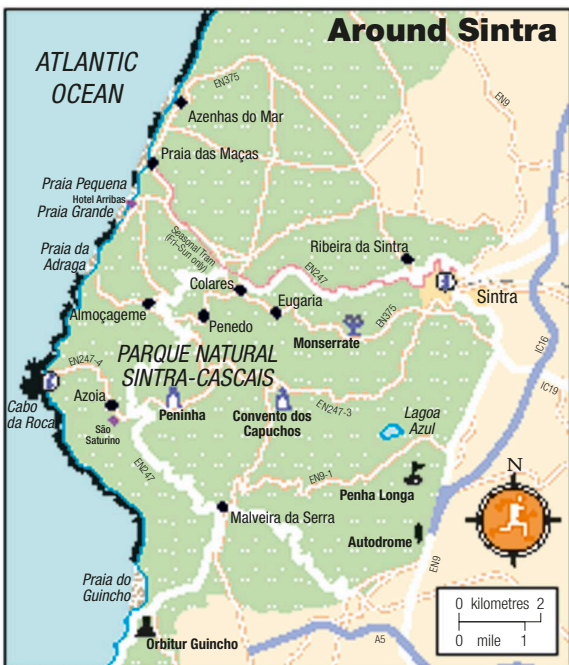 Around Sintra
ATLANTIC
OCEAN
EN375
EN9
Azenhas do Mar
Praia das Maças
Praia Pequena
Hotel Arribas
Praia Grande
Seasonal Tram
(Fri–Sun only)
Ribeira da Sintra
Praia da
Adraga
EN247
Colares
Sintra
Eugaria
Almoçageme
Penedo
EN375
Monserrate
IC16
PARQUE NATURAL
SINTRA-CASCAIS
EN247-4
IC19
Cabo
da Roca
Azoia
Peninha
Convento dos
Capuchos
EN247-3
Lagoa
Azul
São
Saturino
EN247
EN9-1
N
Penha Longa
Malveira da Serra
Autodrome
EN9
Praia do
Guincho
0 kilometres 2
0 mile 1
A5
Orbitur Guincho